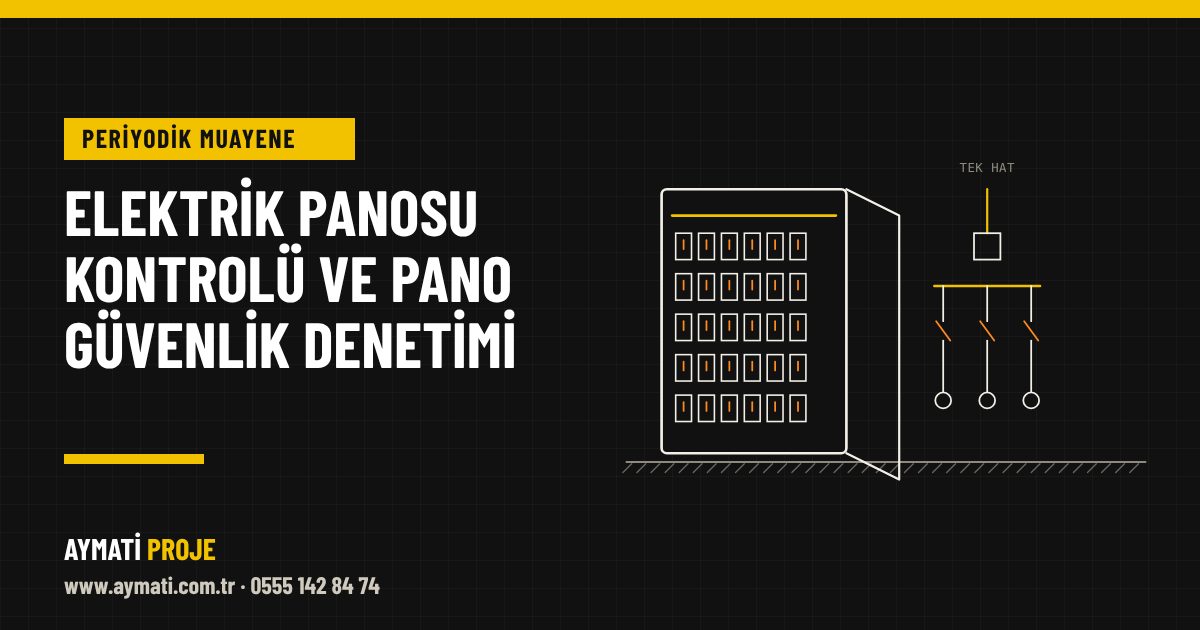 PERİYODİK MUAYENE
ELEKTRİK PANOSU
KONTROLÜ VE PANO
GÜVENLİK DENETİMİ
TEK HAT
AYMATİ PROJE
www.aymati.com.tr · 0555 142 84 74